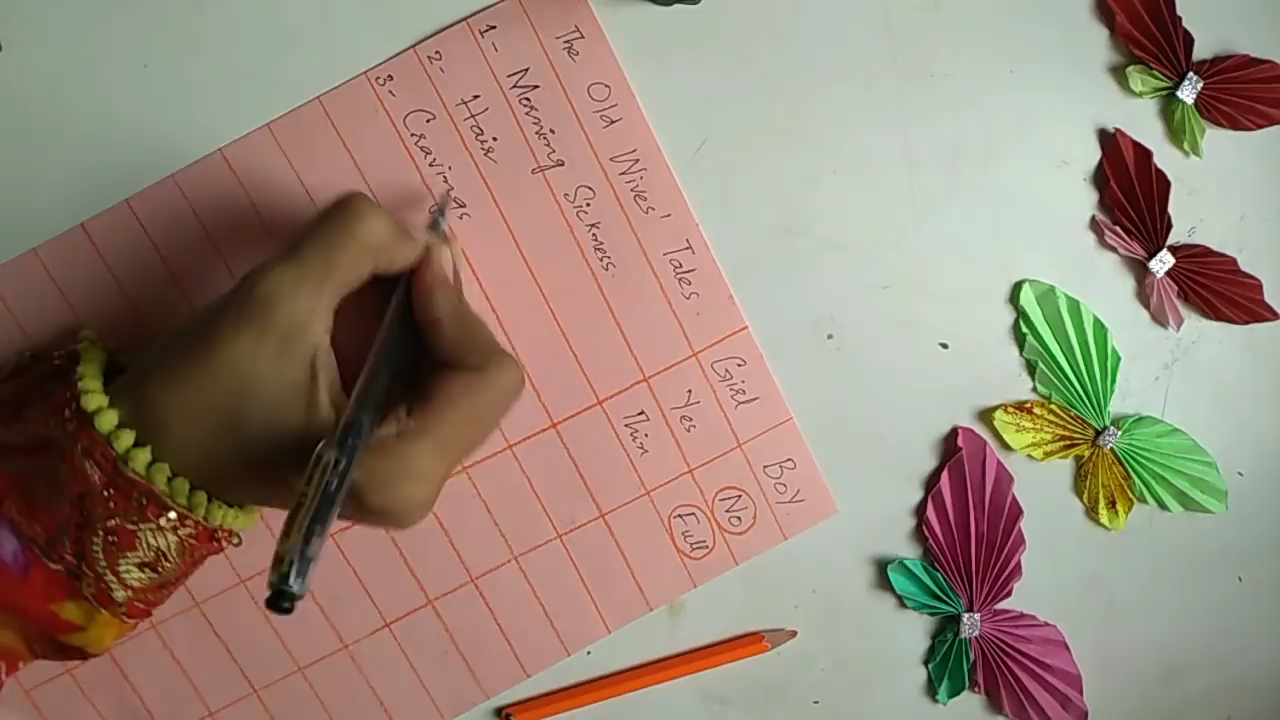 The Old Wives' Tales. Girl Boy.
1- Morning Sickness. Yes No
2- Hair Thin Full
3- Cravings